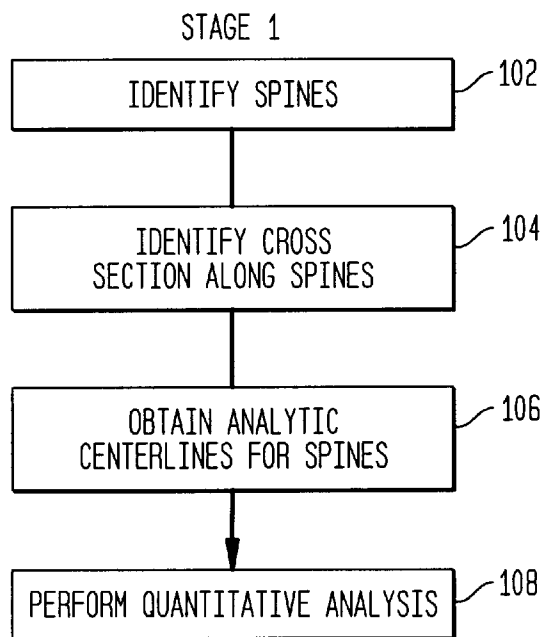 STAGE 1
IDENTIFY SPINES
102
IDENTIFY CROSS
SECTION ALONG SPINES
104
OBTAIN ANALYTIC
CENTERLINES FOR SPINES
106
PERFORM QUANTITATIVE ANALYSIS
108